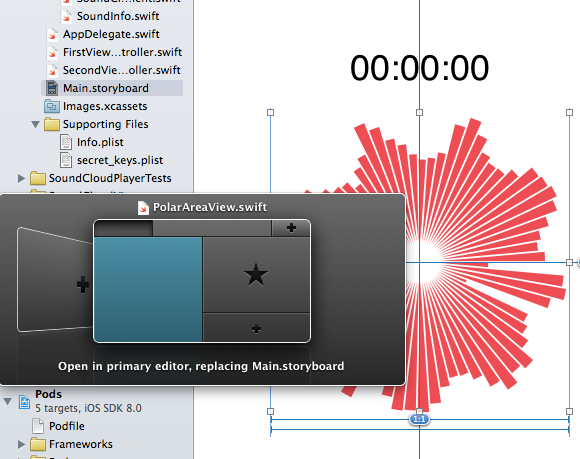 SoundInfo.swift
AppDelegate.swift
FirstView...troller.swift
SecondVie...oller.swift
Main.storyboard
Images.xcassets
Supporting Files
Info.plist
secret_keys.plist
SoundCloudPlayerTests
00:00:00
PolarAreaView.swift
Open in primary editor, replacing Main.storyboard
Pods
5 targets, iOS SDK 8.0
Podfile
Frameworks
1:1